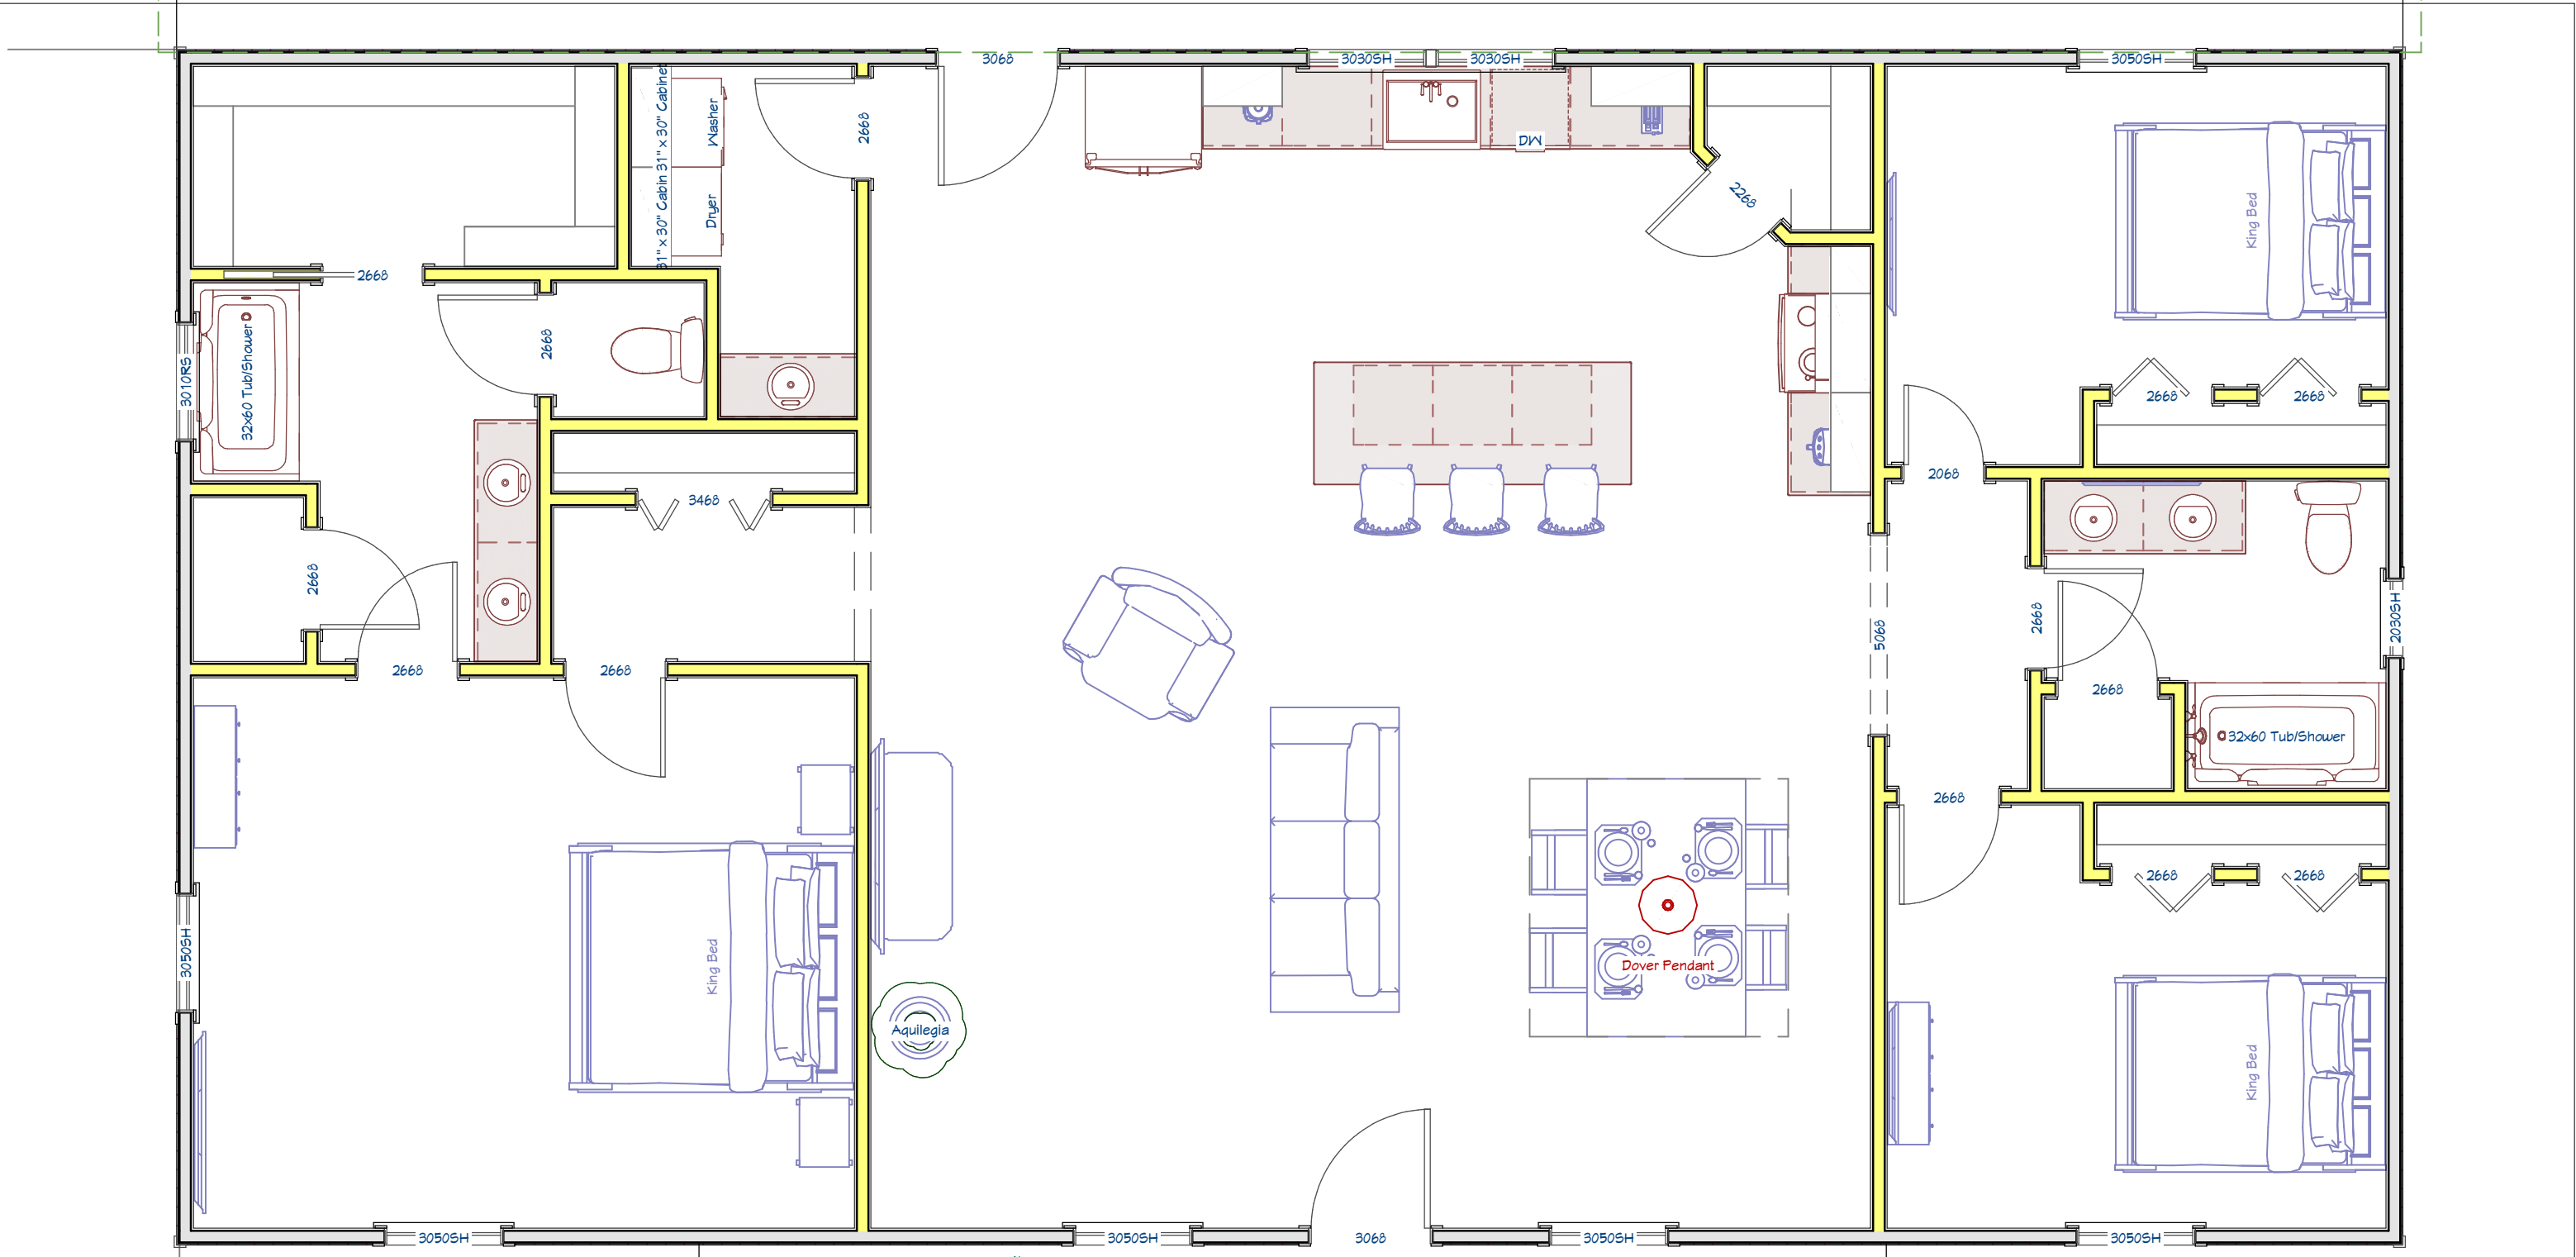 3068
3030SH
3030SH
3050SH
31" x 30" Cabin 31" x 30" Cabinet
Washer
Dryer
2668
DW
2268
King Bed
2668
3010RS
32x60 Tub/Shower
2668
2668
2668
3468
2068
2668
2668
5068
2668
2030SH
2668
2668
2668
32x60 Tub/Shower
2668
2668
2668
3050SH
King Bed
Dover Pendant
Aquilegia
King Bed
3050SH
3050SH
3068
3050SH
3050SH